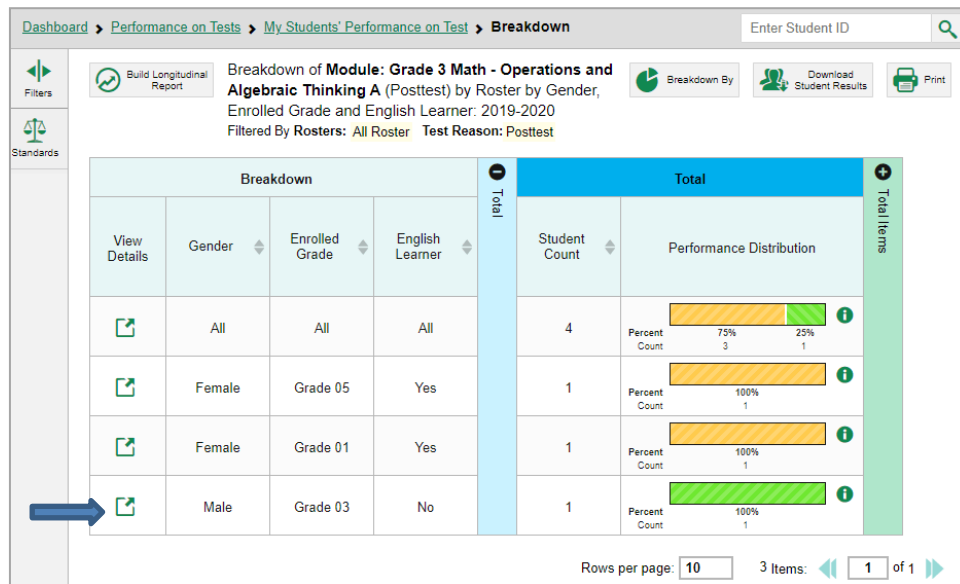 Dashboard > Performance on Tests > My Students' Performance on Test > Breakdown
Enter Student ID
Filters
Standards
Build Longitudinal
Report
Breakdown of Module: Grade 3 Math - Operations and
Algebraic Thinking A (Posttest) by Roster by Gender,
Enrolled Grade and English Learner: 2019-2020
Filtered By Rosters: All Roster Test Reason: Posttest
Breakdown By
Download
Student Results
Print
Breakdown
Total
Total
Total Items
View
Details
Gender
Enrolled
Grade
English
Learner
Student
Count
Performance Distribution
All All All 4
Percent 75% 25%
Count 3 1
Female Grade 05 Yes 1
Percent 100%
Count 1
Female Grade 01 Yes 1
Percent 100%
Count 1
Male Grade 03 No 1
Percent 100%
Count 1
Rows per page: 10 3 Items: 1 of 1